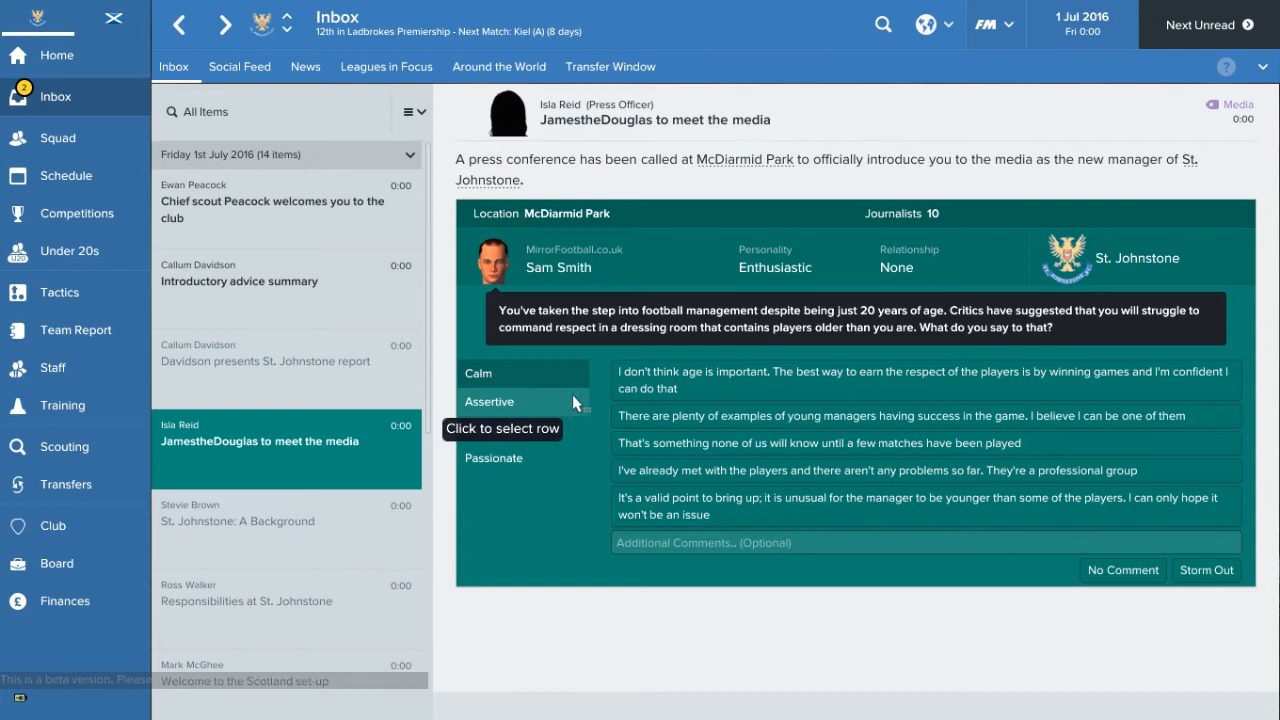 Inbox
12th in Ladbrokes Premiership - Next Match: Kiel (A) (8 days)
FM
1 Jul 2016
Fri 0:00
Next Unread
Home
2
Inbox
Squad
Schedule
Competitions
U20
Under 20s
Tactics
Team Report
Staff
Training
Scouting
Transfers
Club
Board
£
Finances
This is a beta version. Please
Inbox
Social Feed
News
Leagues in Focus
Around the World
Transfer Window
?
All Items
Friday 1st July 2016 (14 items)
Ewan Peacock 0:00
Chief scout Peacock welcomes you to the
club
Callum Davidson 0:00
Introductory advice summary
Callum Davidson 0:00
Davidson presents St. Johnstone report
Isla Reid 0:00
JamestheDouglas to meet the media
Stevie Brown 0:00
St. Johnstone: A Background
Ross Walker 0:00
Responsibilities at St. Johnstone
Mark McGhee 0:00
Welcome to the Scotland set-up
Isla Reid (Press Officer)
JamestheDouglas to meet the media
Media
0:00
A press conference has been called at McDiarmid Park to officially introduce you to the media as the new manager of St.
Johnstone.
Location McDiarmid Park
Journalists 10
MirrorFootball.co.uk
Sam Smith
Personality
Enthusiastic
Relationship
None
St. Johnstone
You've taken the step into football management despite being just 20 years of age. Critics have suggested that you will struggle to
command respect in a dressing room that contains players older than you are. What do you say to that?
Calm
Assertive
Click to select row
Passionate
I don't think age is important. The best way to earn the respect of the players is by winning games and I'm confident I
can do that
There are plenty of examples of young managers having success in the game. I believe I can be one of them
That's something none of us will know until a few matches have been played
I've already met with the players and there aren't any problems so far. They're a professional group
It's a valid point to bring up; it is unusual for the manager to be younger than some of the players. I can only hope it
won't be an issue
Additional Comments.. (Optional)
No Comment
Storm Out